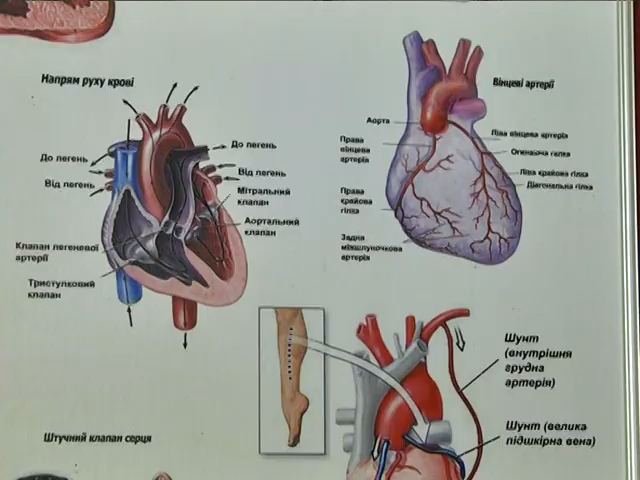 Напрям руху крові
До легень
Від легень
До легень
Від легень
Мітральний
клапан
Аортальний
клапан
Клапан легеневої
артерії
Тристулковий
клапан
Вінцеві артерії
Аорта
Права
вінцева
артерія
Права
крайова
гілка
Задня
міжшлуночкова
артерія
Ліва вінцева артерія
Огинаюча гілка
Ліва крайова гілка
Діагональна гілка
Шунт
(внутрішня
грудна
артерія)
Шунт (велика
підшкірна вена)
Штучний клапан серця